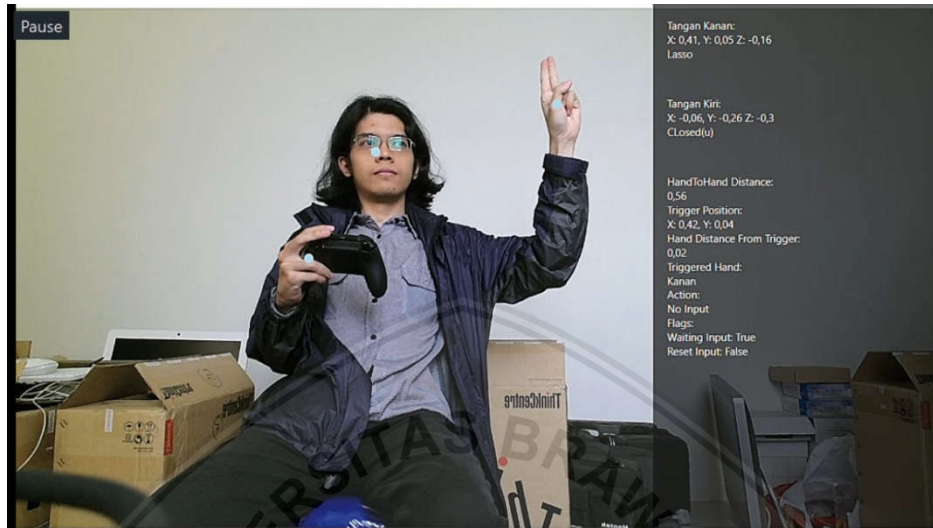 Pause
Tangan Kanan:
X: 0,41, Y: 0,05 Z: -0,16
Lasso
Tangan Kiri:
X: -0,06, Y: -0,26 Z: -0,3
CLosed(u)
HandToHand Distance:
0,56
Trigger Position:
X: 0,42, Y: 0,04
Hand Distance From Trigger:
0,02
Triggered Hand:
Kanan
Action:
No Input
Flags:
Waiting Input: True
Reset Input: False
ThinkCentre
ERSITAS BRAW